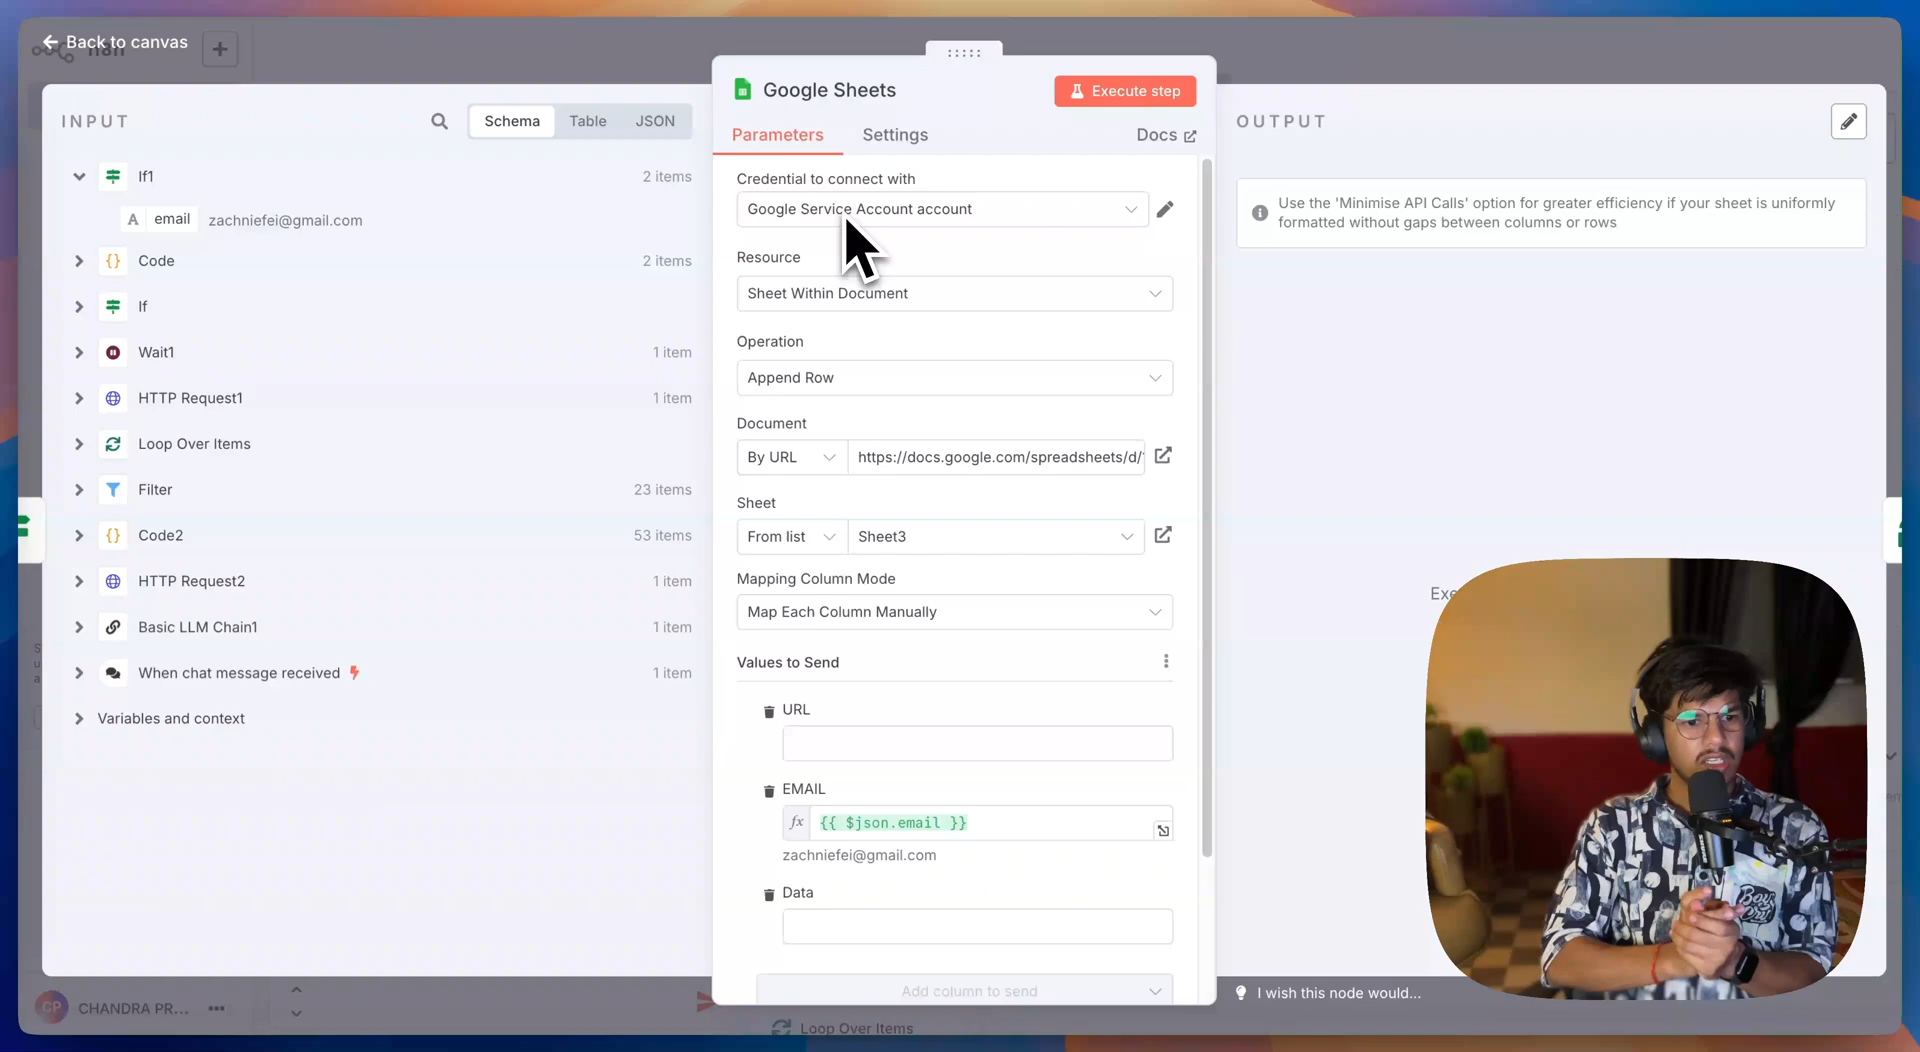 Back to canvas
n8n
INPUT
Schema
Table
JSON
If1
2 items
A
email
zachniefei@gmail.com
Code
2 items
If
Wait1
1 item
HTTP Request1
1 item
Loop Over Items
Filter
23 items
Code2
53 items
HTTP Request2
1 item
Basic LLM Chain1
1 item
When chat message received
1 item
Variables and context
CP
CHANDRA PR...
Google Sheets
Execute step
Parameters
Settings
Docs
Credential to connect with
Google Service Account account
Resource
Sheet Within Document
Operation
Append Row
Document
By URL
https://docs.google.com/spreadsheets/d/
Sheet
From list
Sheet3
Mapping Column Mode
Map Each Column Manually
Values to Send
URL
EMAIL
fx
{{ $json.email }}
zachniefei@gmail.com
Data
Add column to send
Loop Over Items
OUTPUT
Use the 'Minimise API Calls' option for greater efficiency if your sheet is uniformly
formatted without gaps between columns or rows
Exe
I wish this node would...